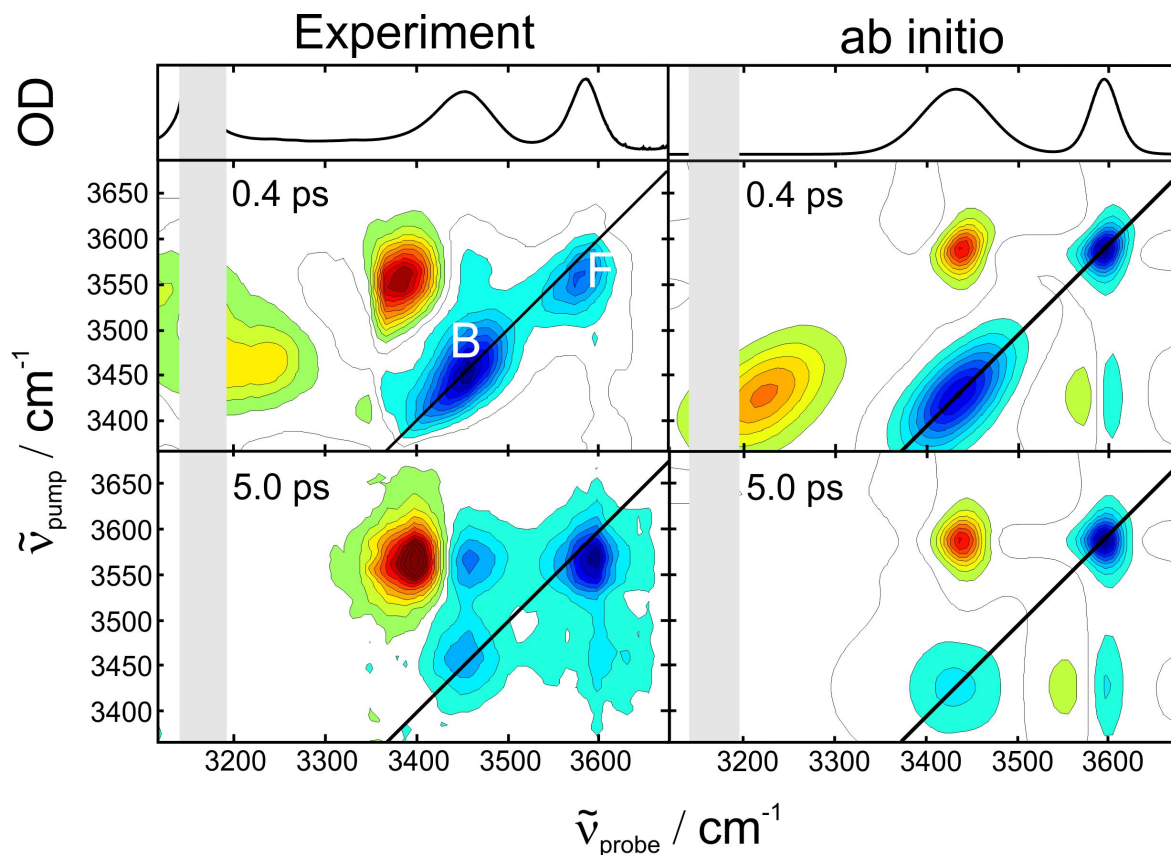 Experiment
ab initio
OD
0.4 ps
0.4 ps
3650
3600
3550
3500
3450
3400
F
B
5.0 ps
5.0 ps
3650
3600
3550
3500
3450
3400
ν̃pump / cm-1
3200 3300 3400 3500 3600 3200 3300 3400 3500 3600
ν̃probe / cm-1